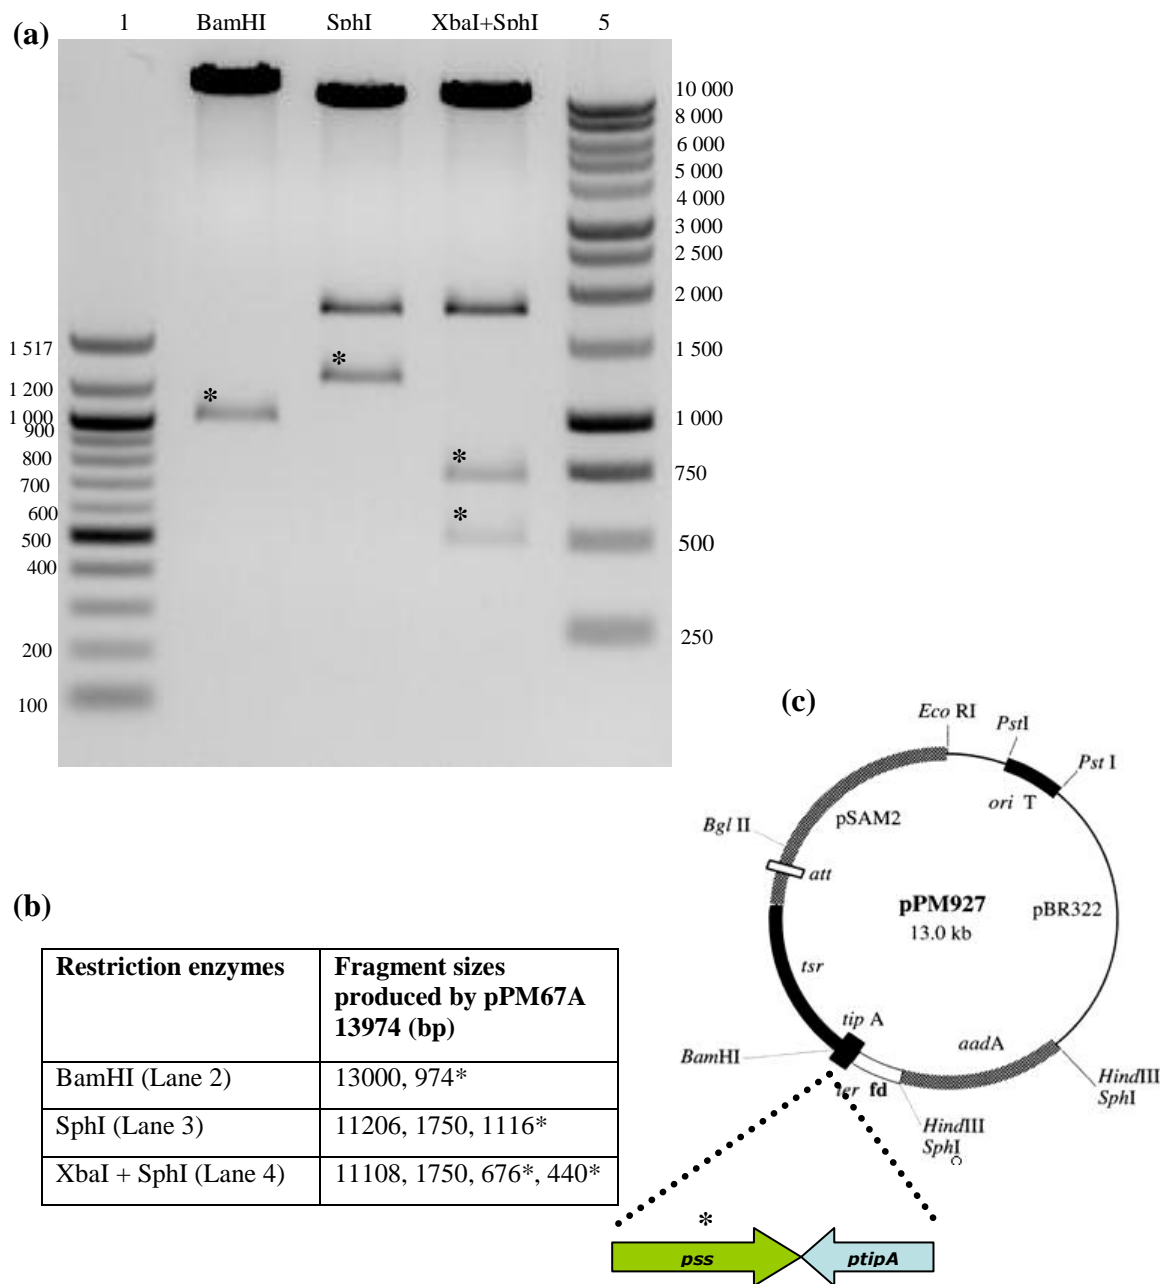 (a)
1 BamHI SphI XbaI+SphI 5
10 000
8 000
6 000
5 000
4 000
3 000
2 500
2 000
1 500
1 000
750
500
250
1 517
1 200
1 000
900
800
700
600
500
400
200
100
*
*
*
*
(b)
Restriction enzymes Fragment sizes produced by pPM67A 13974 (bp)
BamHI (Lane 2) 13000, 974*
SphI (Lane 3) 11206, 1750, 1116*
XbaI + SphI (Lane 4) 11108, 1750, 676*, 440*
(c)
Eco RI
PstI
Pst I
ori T
pSAM2
Bgl II
att
pPM927
13.0 kb
pBR322
tsr
tip A
aadA
BamHI
ter fd
HindIII
SphI
HindIII
SphI
*
pss
ptipA